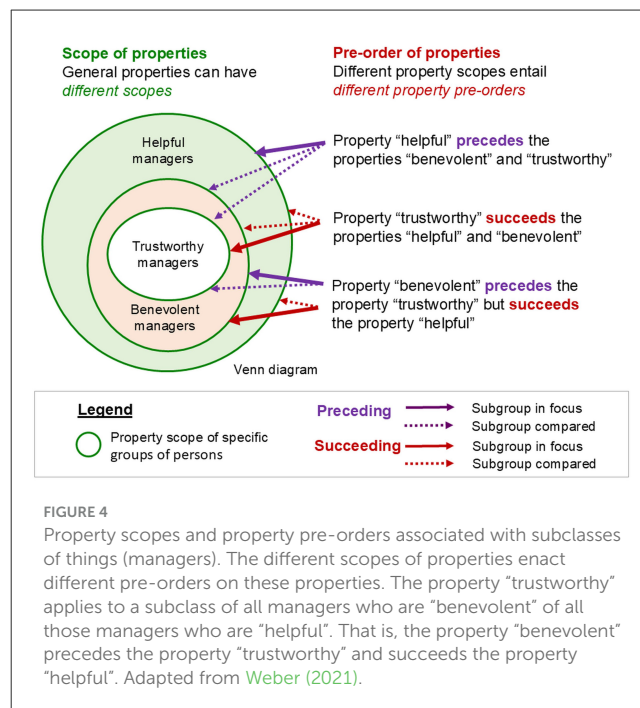 Scope of properties
General properties can have
different scopes
Pre-order of properties
Different property scopes entail
different property pre-orders
Helpful
managers
Trustworthy
managers
Benevolent
managers
Venn diagram
Property “helpful” precedes the
properties “benevolent” and “trustworthy”
Property “trustworthy” succeeds the
properties “helpful” and “benevolent”
Property “benevolent” precedes the
property “trustworthy” but succeeds
the property “helpful”
Legend
Property scope of specific
groups of persons
Preceding
Subgroup in focus
Subgroup compared
Succeeding
Subgroup in focus
Subgroup compared
FIGURE 4
Property scopes and property pre-orders associated with subclasses
of things (managers). The different scopes of properties enact
different pre-orders on these properties. The property “trustworthy”
applies to a subclass of all managers who are “benevolent” of all
those managers who are “helpful”. That is, the property “benevolent”
precedes the property “trustworthy” and succeeds the property
“helpful”. Adapted from Weber (2021).